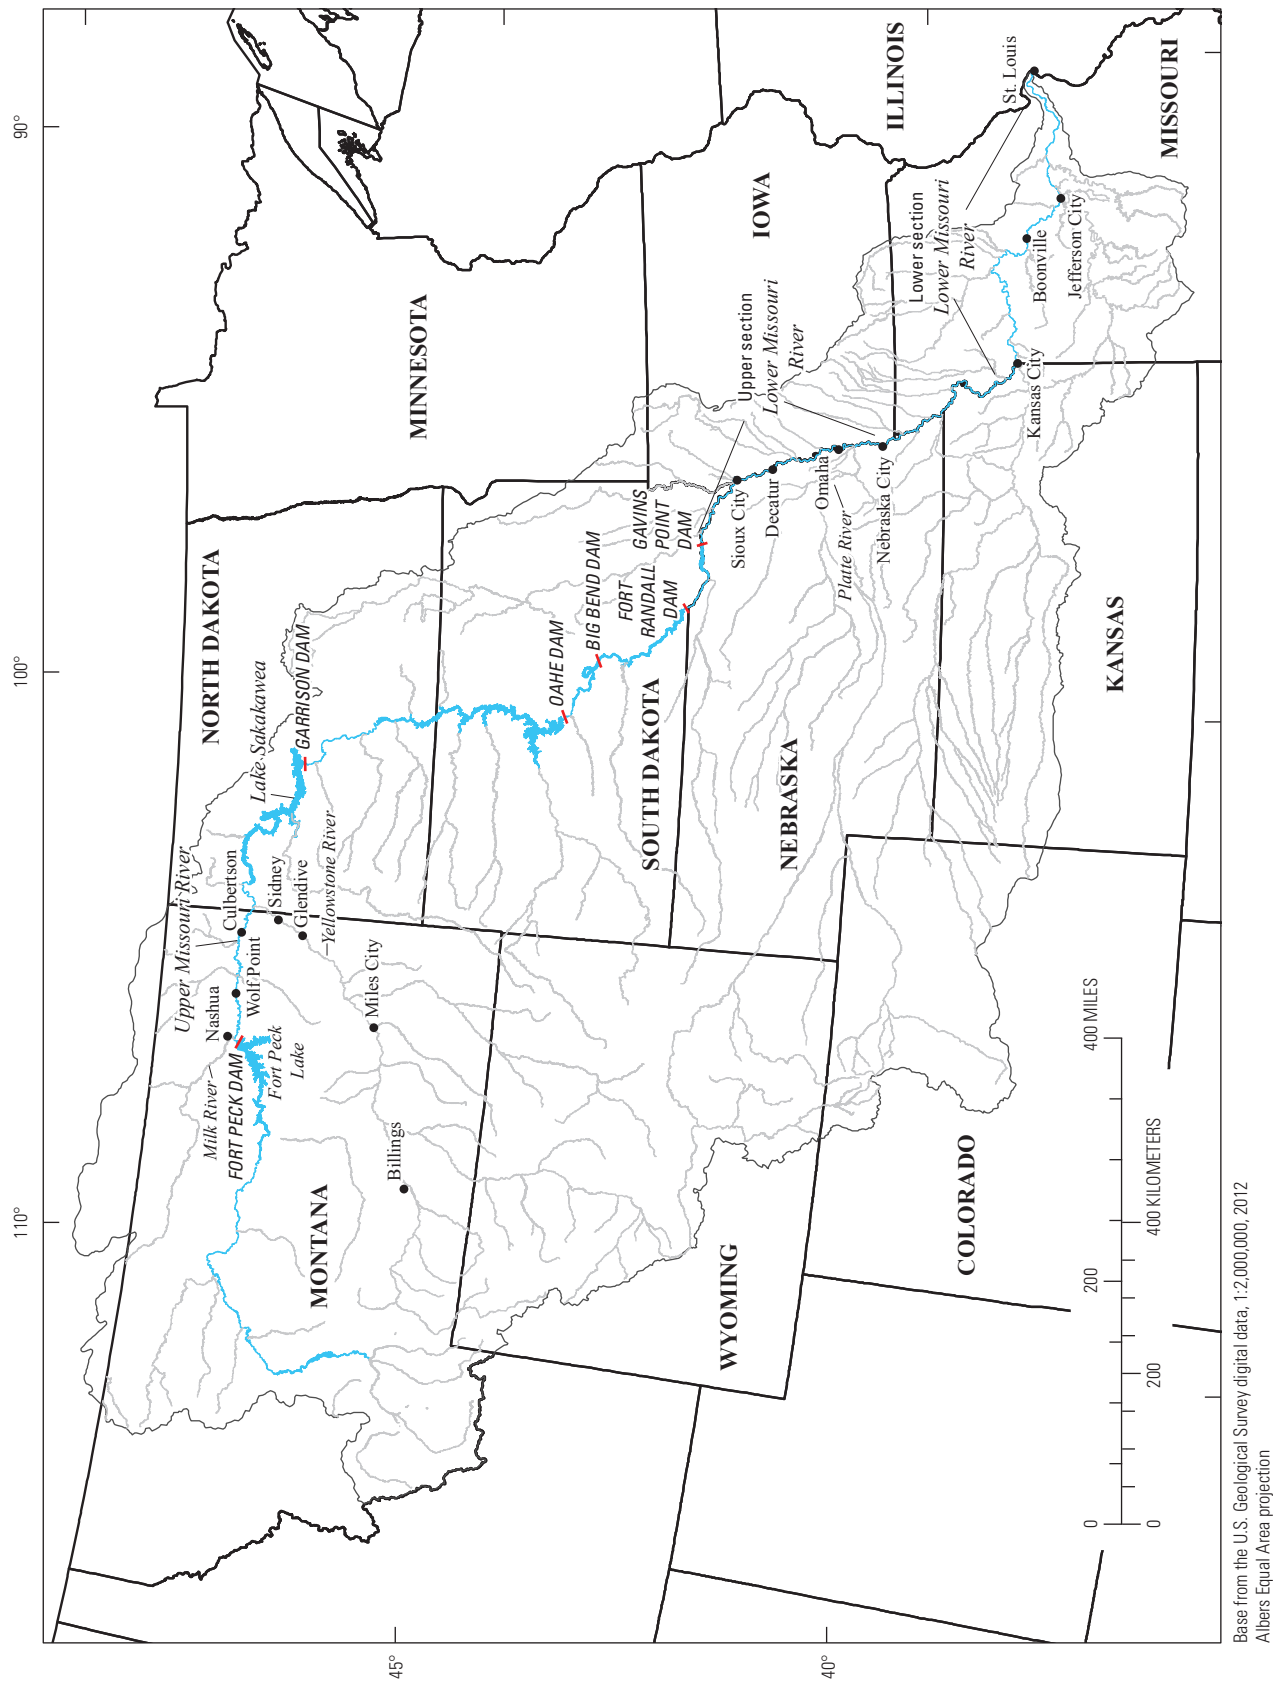 110°
100°
90°
45°
40°
NORTH DAKOTA
MINNESOTA
MONTANA
SOUTH DAKOTA
WYOMING
NEBRASKA
IOWA
ILLINOIS
COLORADO
KANSAS
MISSOURI
Milk River
Nashua
Upper Missouri River
Culbertson
Wolf Point
FORT PECK DAM
Fort Peck
Lake
Sidney
Glendive
Yellowstone River
Miles City
Billings
Lake Sakakawea
GARRISON DAM
OAHE DAM
BIG BEND DAM
FORT
RANDALL
DAM
GAVINS
POINT
DAM
Sioux City
Decatur
Omaha
Platte River
Nebraska City
Upper section
Lower Missouri
River
Lower section
Lower Missouri
River
Kansas City
Boonville
Jefferson City
St. Louis
0
200
400 MILES
0
200
400 KILOMETERS
Base from the U.S. Geological Survey digital data, 1:2,000,000, 2012
Albers Equal Area projection